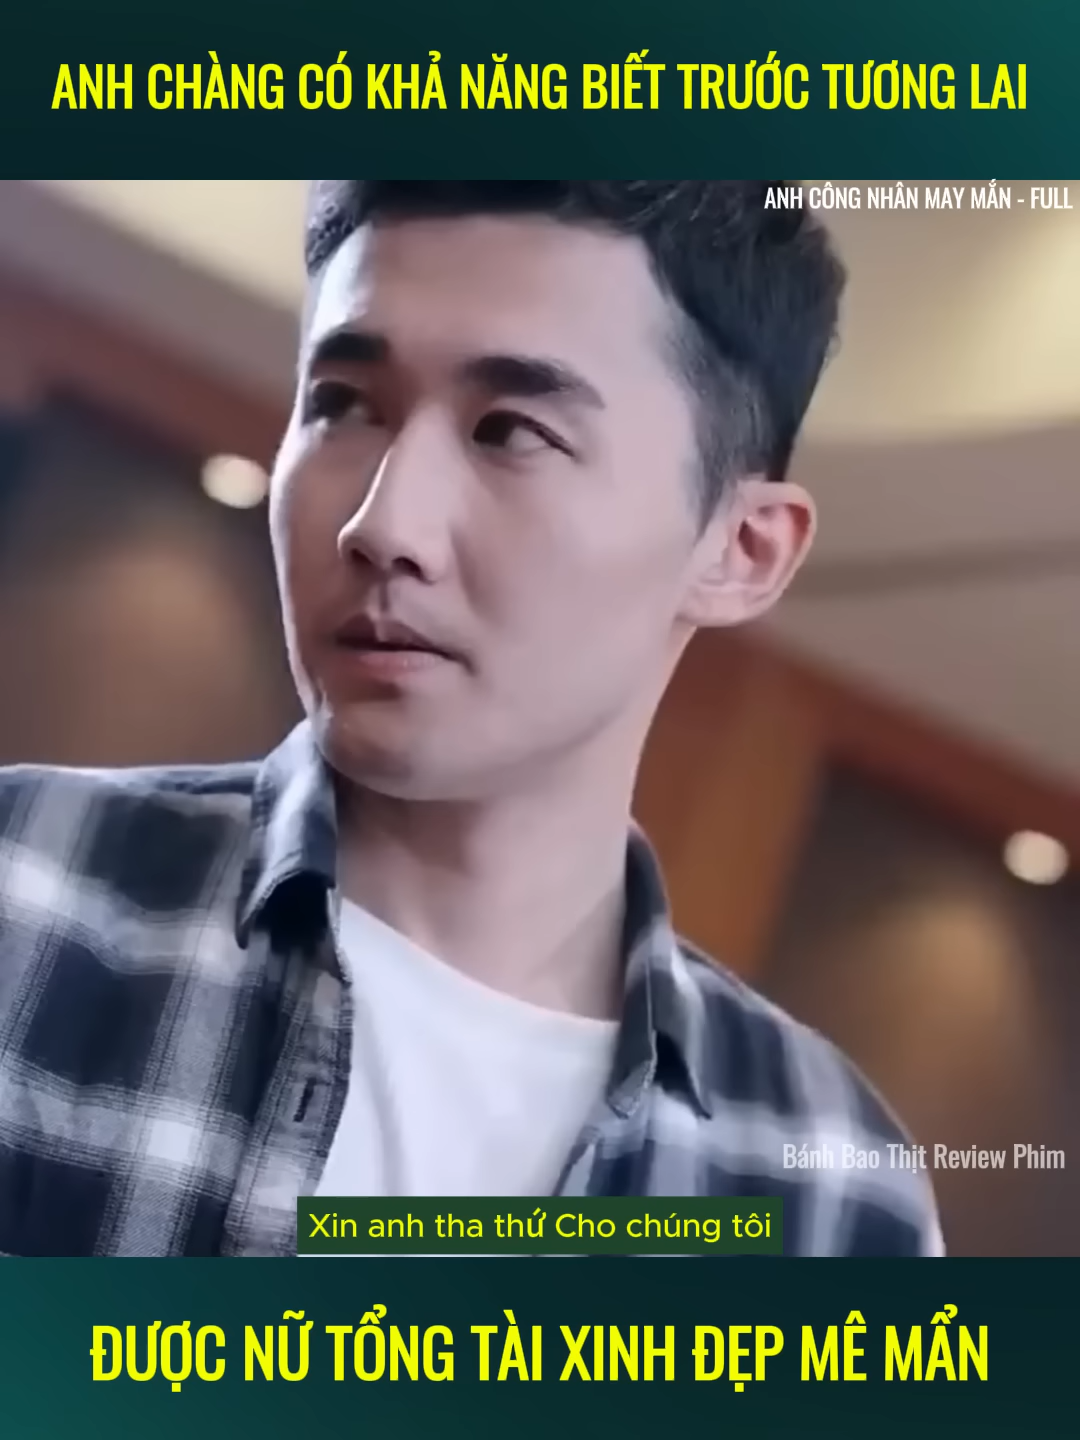 ANH CHÀNG CÓ KHẢ NĂNG BIẾT TRƯỚC TƯƠNG LAI
ANH CÔNG NHÂN MAY MẮN - FULL
Bánh Bao Thịt Review Phim
Xin anh tha thứ Cho chúng tôi
ĐƯỢC NỮ TỔNG TÀI XINH ĐẸP MÊ MẨN